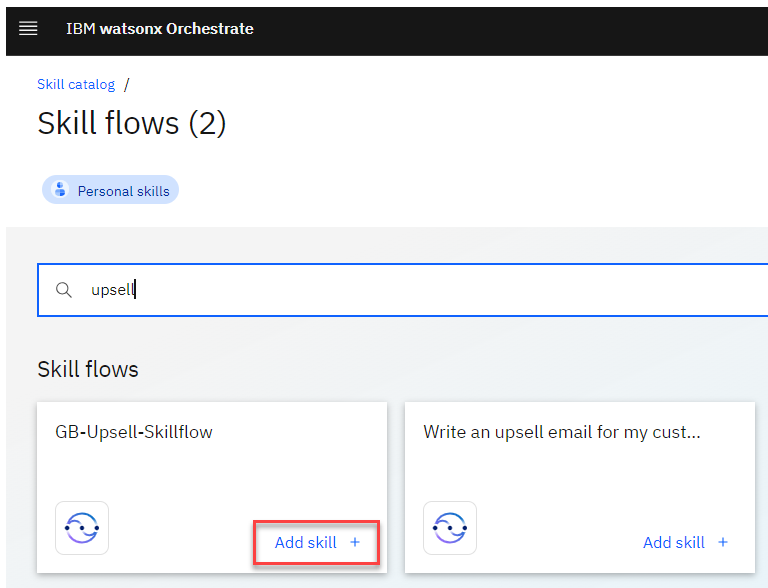 IBM watsonx Orchestrate
Skill catalog /
Skill flows (2)
Personal skills
upsell
Skill flows
GB-Upsell-Skillflow
Write an upsell email for my cust...
Add skill +
Add skill +